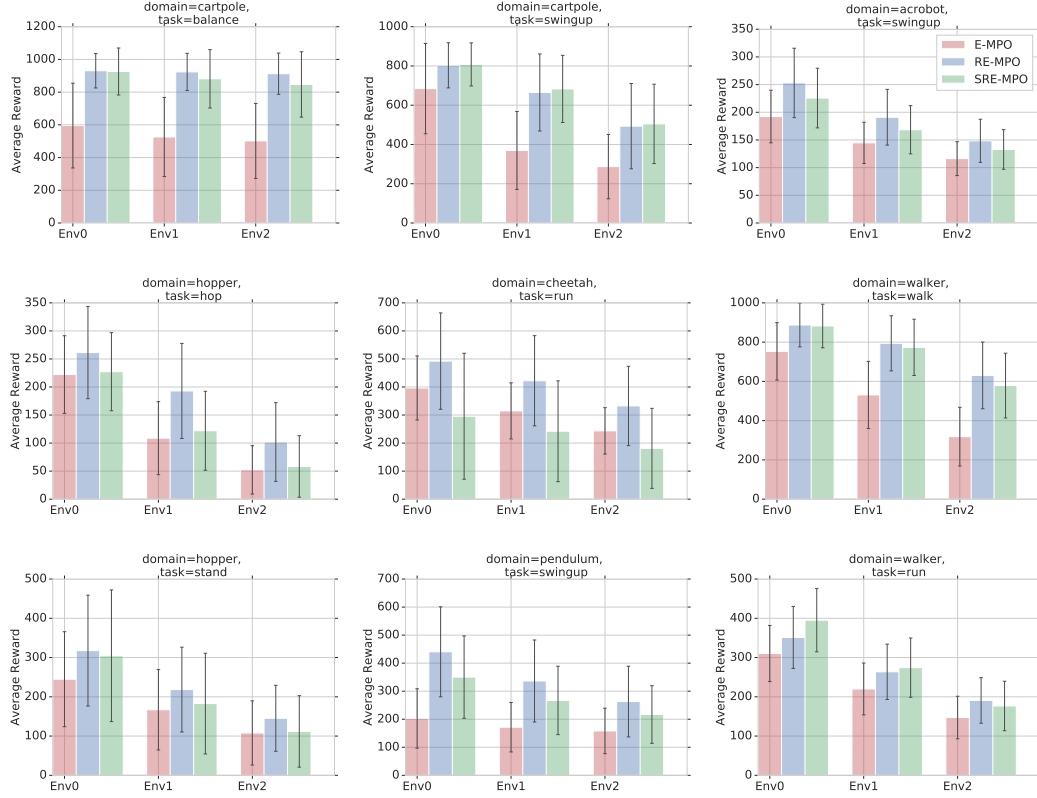 domain=cartpole,
task=balance
1200
1000
800
600
400
200
0
Average Reward
Env0 Env1 Env2
domain=cartpole,
task=swingup
1000
800
600
400
200
0
Average Reward
Env0 Env1 Env2
domain=acrobot,
task=swingup
350
300
250
200
150
100
50
0
Average Reward
E-MPO
RE-MPO
SRE-MPO
Env0 Env1 Env2
domain=hopper,
task=hop
350
300
250
200
150
100
50
0
Average Reward
Env0 Env1 Env2
domain=cheetah,
task=run
700
600
500
400
300
200
100
0
Average Reward
Env0 Env1 Env2
domain=walker,
task=walk
1000
800
600
400
200
0
Average Reward
Env0 Env1 Env2
domain=hopper,
task=stand
500
400
300
200
100
0
Average Reward
Env0 Env1 Env2
domain=pendulum,
task=swingup
700
600
500
400
300
200
100
0
Average Reward
Env0 Env1 Env2
domain=walker,
task=run
500
400
300
200
100
0
Average Reward
Env0 Env1 Env2